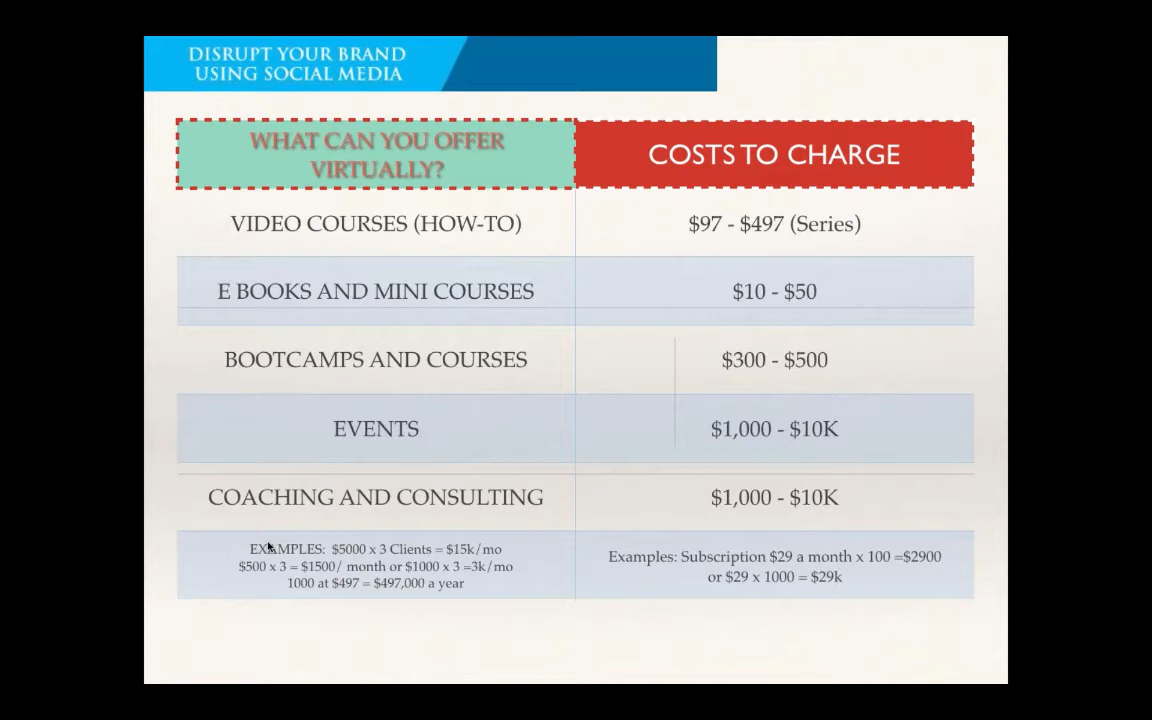 DISRUPT YOUR BRAND
USING SOCIAL MEDIA
WHAT CAN YOU OFFER
VIRTUALLY?
COSTS TO CHARGE
VIDEO COURSES (HOW-TO)
$97 - $497 (Series)
E BOOKS AND MINI COURSES
$10 - $50
BOOTCAMPS AND COURSES
$300 - $500
EVENTS
$1,000 - $10K
COACHING AND CONSULTING
$1,000 - $10K
EXAMPLES: $5000 x 3 Clients = $15k/mo
$500 x 3 = $1500/ month or $1000 x 3 =3k/mo
1000 at $497 = $497,000 a year
Examples: Subscription $29 a month x 100 =$2900
or $29 x 1000 = $29k